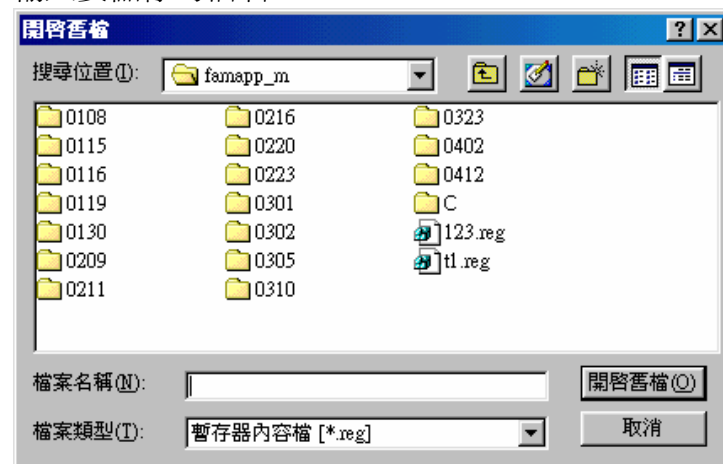 開啓舊檔
搜尋位置(I): famapp_m
0108 0216 0323
0115 0220 0402
0116 0223 0412
0119 0301 C
0130 0302 123.reg
0209 0305 t1.reg
0211 0310
檔案名稱(N): 開啓舊檔(O)
檔案類型(T): 暫存器內容檔 [*.reg] 取消